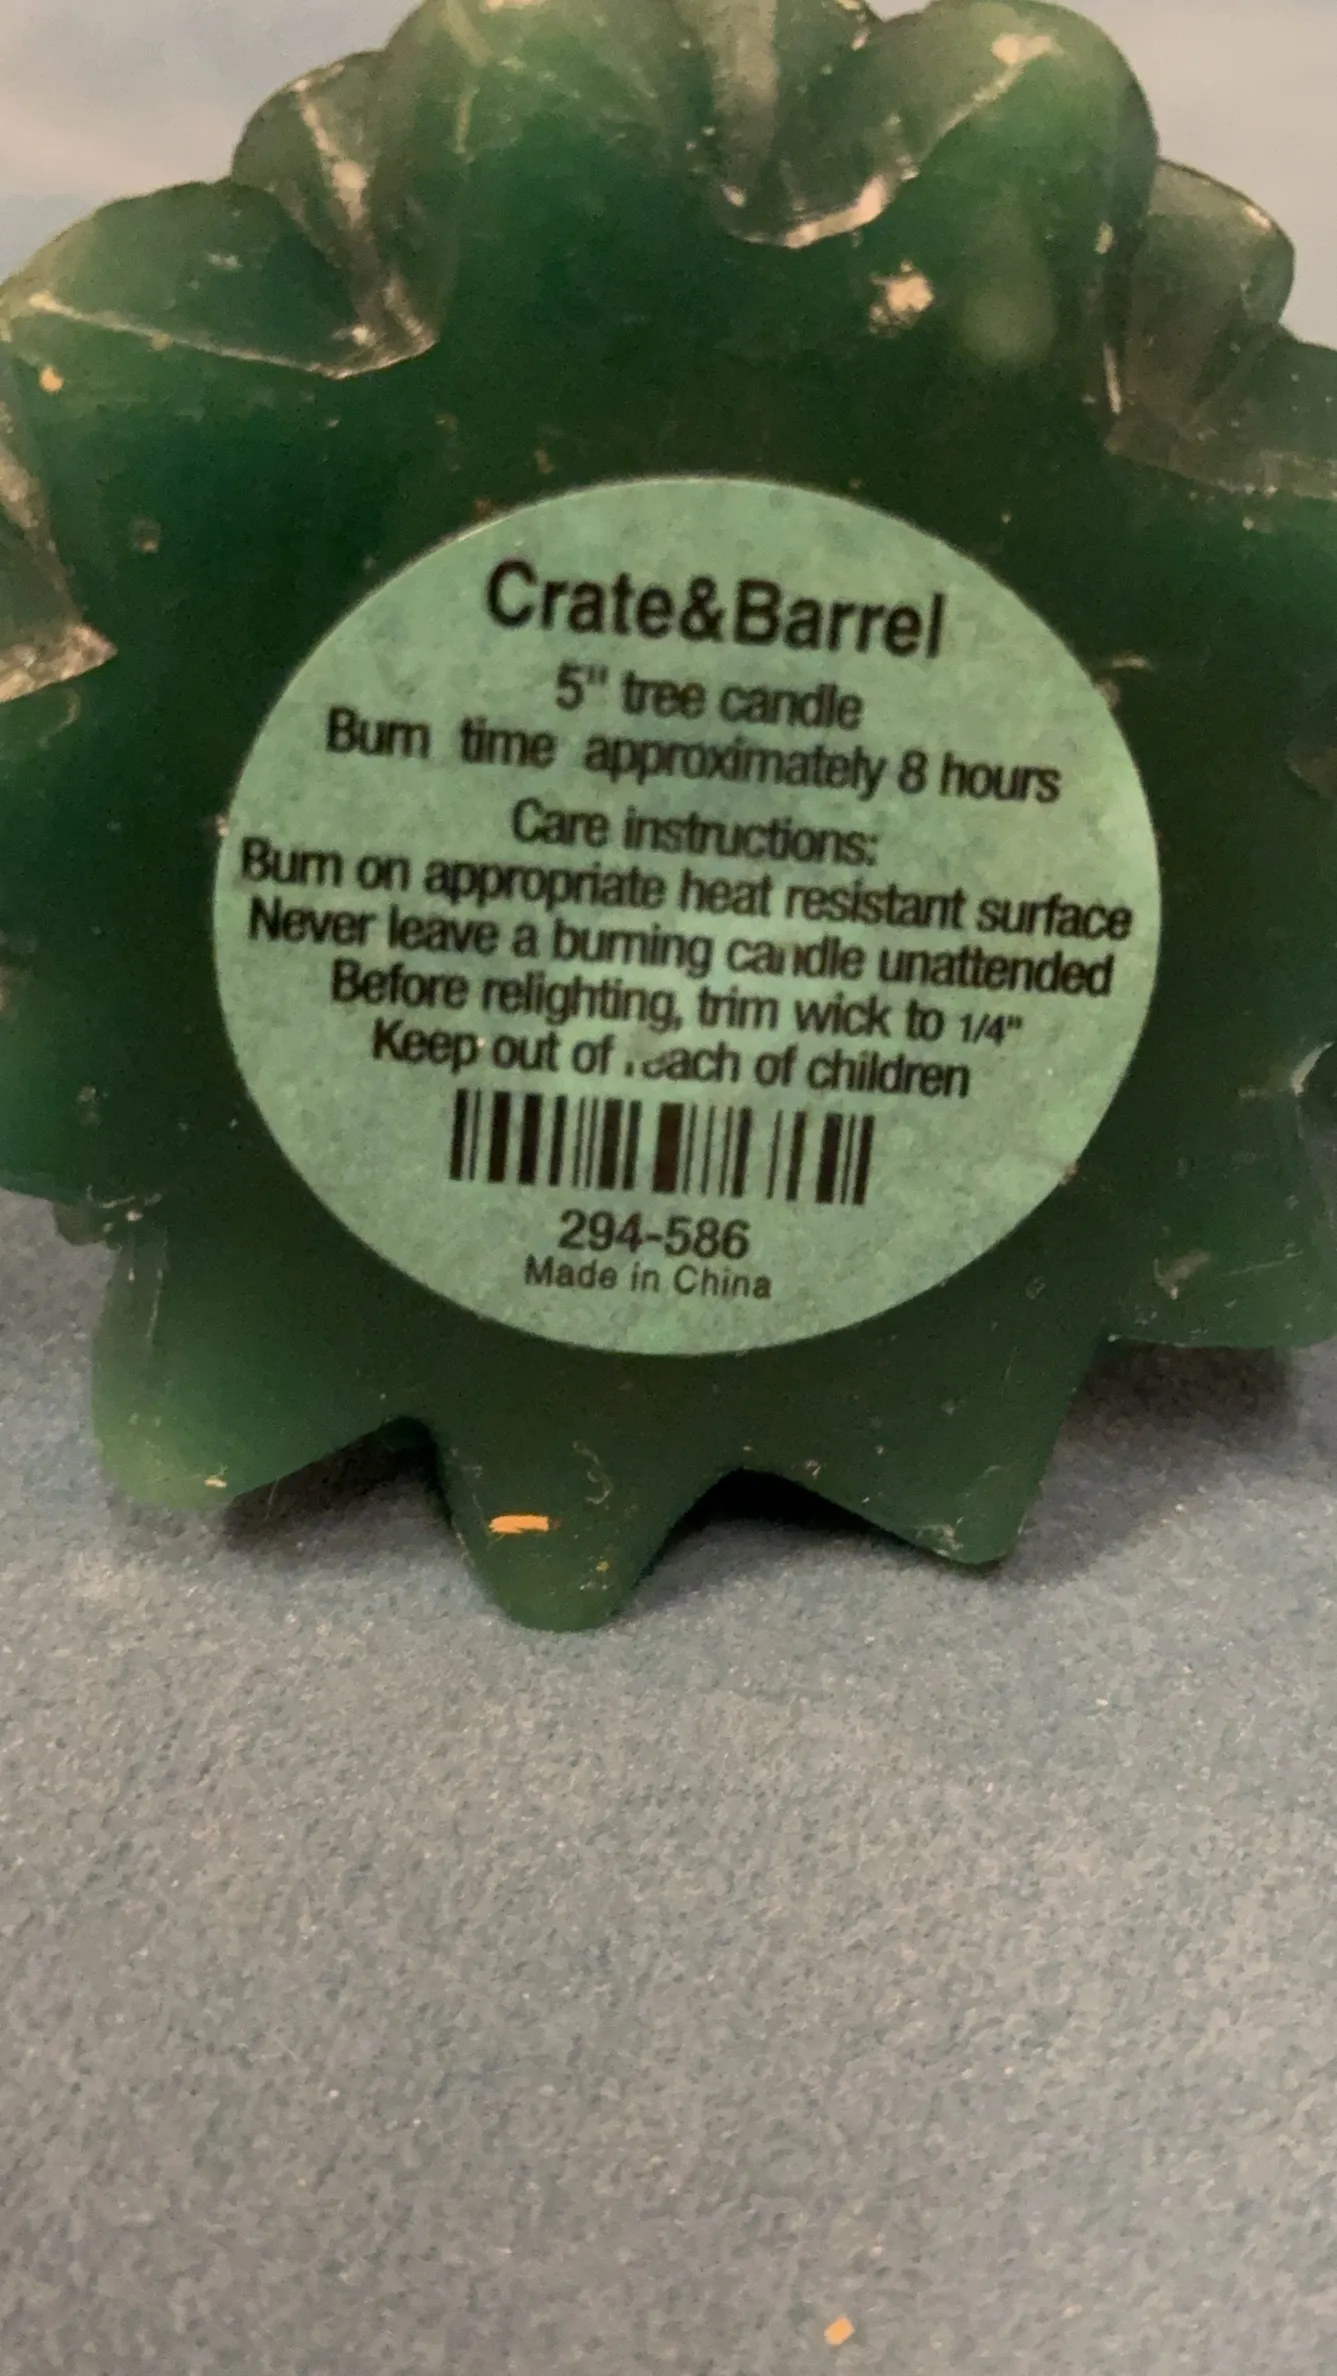 Crate&Barrel
5" tree candle
Burn time approximately 8 hours
Care instructions:
Burn on appropriate heat resistant surface
Never leave a burning candle unattended
Before relighting, trim wick to 1/4"
Keep out of reach of children
294-586
Made in China